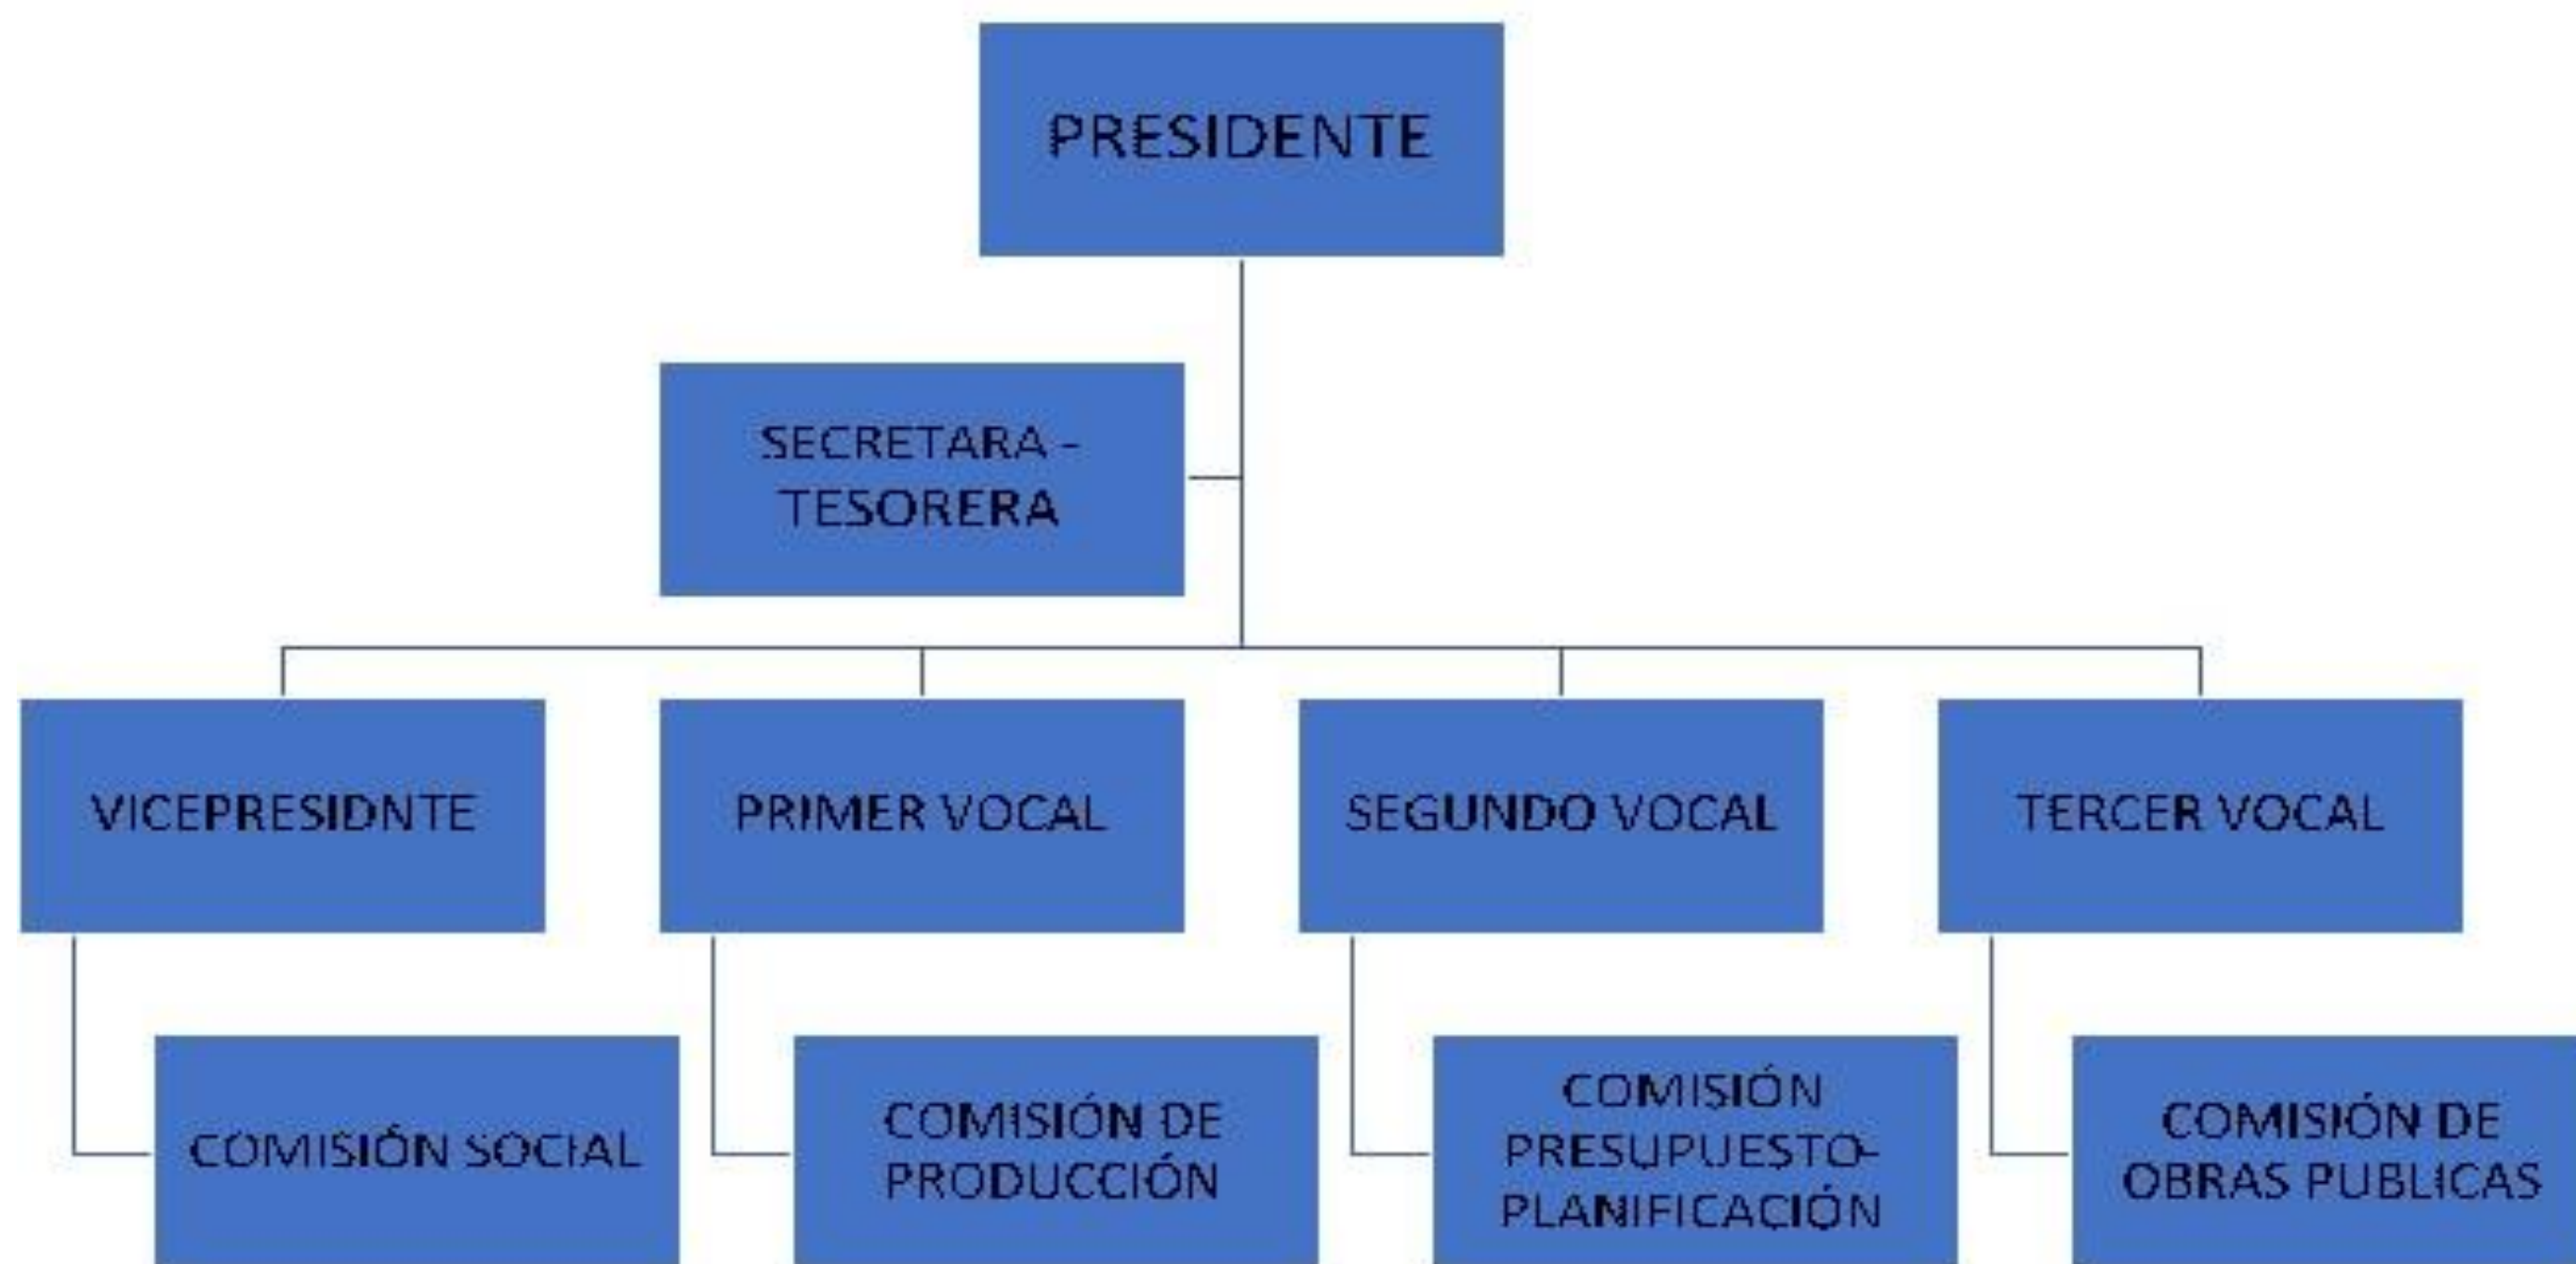 PRESIDENTE
SECRETARA -
TESORERA
VICEPRESIDNTE
PRIMER VOCAL
SEGUNDO VOCAL
TERCER VOCAL
COMISIÓN SOCIAL
COMISIÓN DE
PRODUCCIÓN
COMISIÓN
PRESUPUESTO-
PLANIFICACIÓN
COMISIÓN DE
OBRAS PUBLICAS